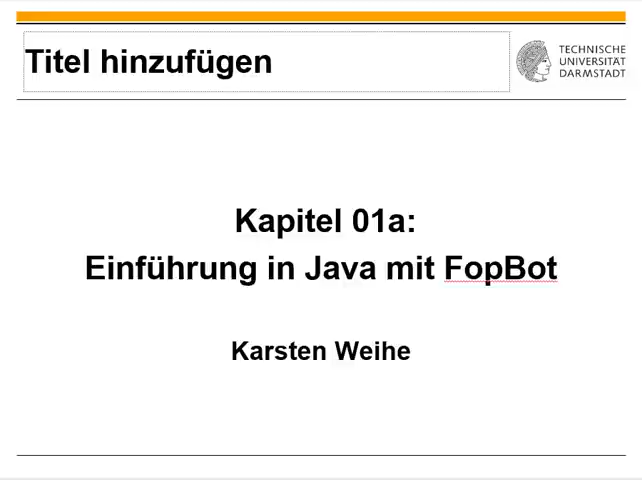 Titel hinzufügen
TECHNISCHE
UNIVERSITÄT
DARMSTADT
Kapitel 01a:
Einführung in Java mit FopBot
Karsten Weihe